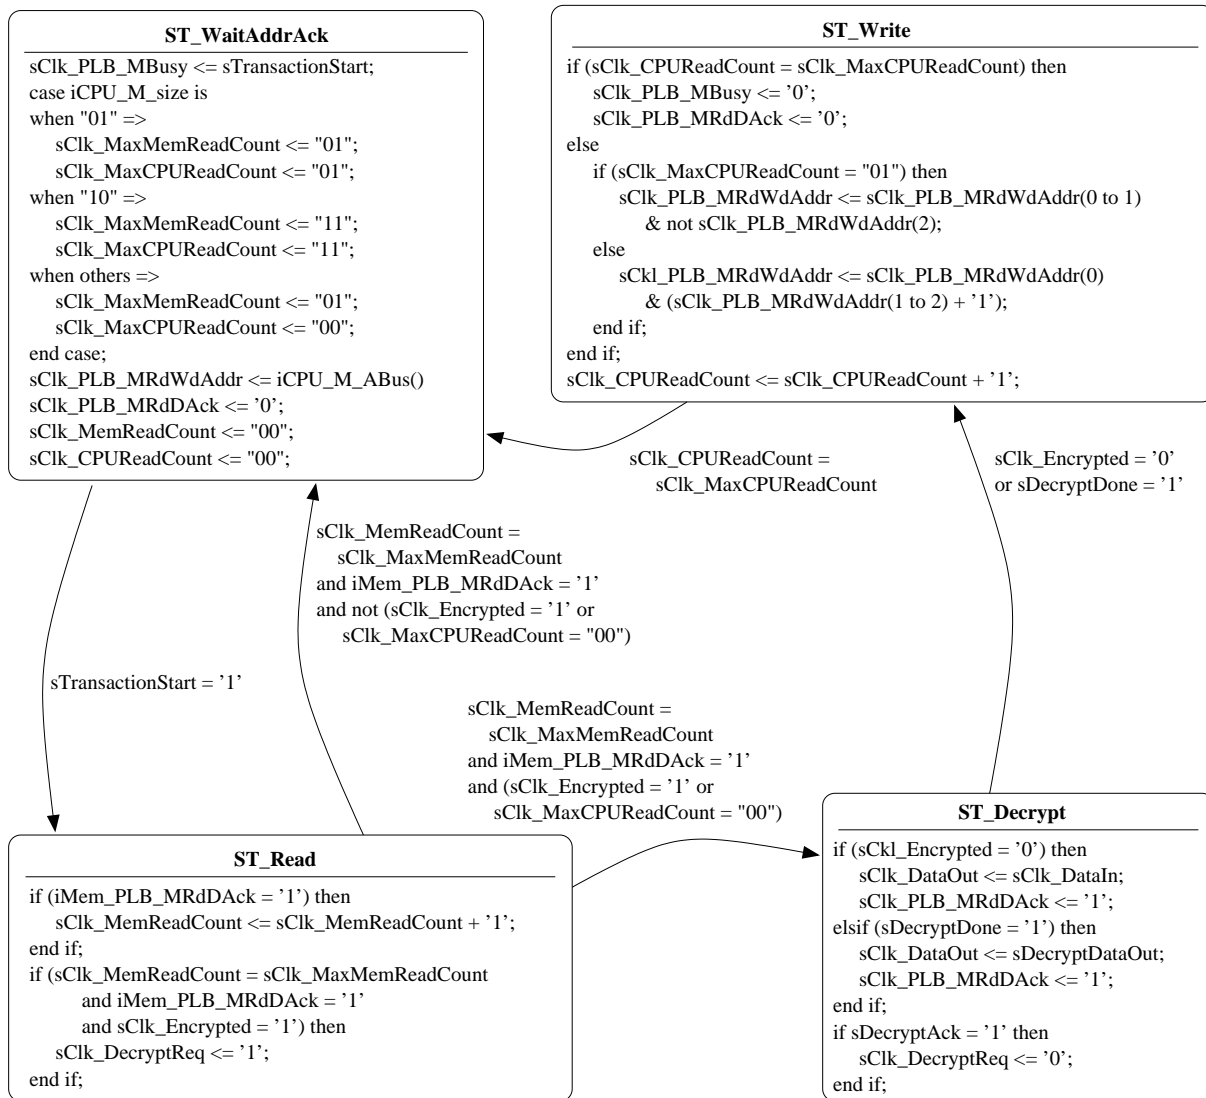 ST_WaitAddrAck
sClk_PLB_MBusy <= sTransactionStart;
case iCPU_M_size is
when "01" =>
sClk_MaxMemReadCount <= "01";
sClk_MaxCPUReadCount <= "01";
when "10" =>
sClk_MaxMemReadCount <= "11";
sClk_MaxCPUReadCount <= "11";
when others =>
sClk_MaxMemReadCount <= "01";
sClk_MaxCPUReadCount <= "00";
end case;
sClk_PLB_MRdWdAddr <= iCPU_M_ABus()
sClk_PLB_MRdDAck <= ’0’;
sClk_MemReadCount <= "00";
sClk_CPUReadCount <= "00";
ST_Write
if (sClk_CPUReadCount = sClk_MaxCPUReadCount) then
sClk_PLB_MBusy <= ’0’;
sClk_PLB_MRdDAck <= ’0’;
else
if (sClk_MaxCPUReadCount = "01") then
sClk_PLB_MRdWdAddr <= sClk_PLB_MRdWdAddr(0 to 1)
& not sClk_PLB_MRdWdAddr(2);
else
sCkl_PLB_MRdWdAddr <= sClk_PLB_MRdWdAddr(0)
& (sClk_PLB_MRdWdAddr(1 to 2) + ’1’);
end if;
end if;
sClk_CPUReadCount <= sClk_CPUReadCount + ’1’;
sClk_CPUReadCount =
sClk_MaxCPUReadCount
sClk_Encrypted = ’0’
or sDecryptDone = ’1’
sClk_MemReadCount =
sClk_MaxMemReadCount
and iMem_PLB_MRdDAck = ’1’
and not (sClk_Encrypted = ’1’ or
sClk_MaxCPUReadCount = "00")
sTransactionStart = ’1’
sClk_MemReadCount =
sClk_MaxMemReadCount
and iMem_PLB_MRdDAck = ’1’
and (sClk_Encrypted = ’1’ or
sClk_MaxCPUReadCount = "00")
ST_Read
if (iMem_PLB_MRdDAck = ’1’) then
sClk_MemReadCount <= sClk_MemReadCount + ’1’;
end if;
if (sClk_MemReadCount = sClk_MaxMemReadCount
and iMem_PLB_MRdDAck = ’1’
and sClk_Encrypted = ’1’) then
sClk_DecryptReq <= ’1’;
end if;
ST_Decrypt
if (sCkl_Encrypted = ’0’) then
sClk_DataOut <= sClk_DataIn;
sClk_PLB_MRdDAck <= ’1’;
elsif (sDecryptDone = ’1’) then
sClk_DataOut <= sDecryptDataOut;
sClk_PLB_MRdDAck <= ’1’;
end if;
if sDecryptAck = ’1’ then
sClk_DecryptReq <= ’0’;
end if;